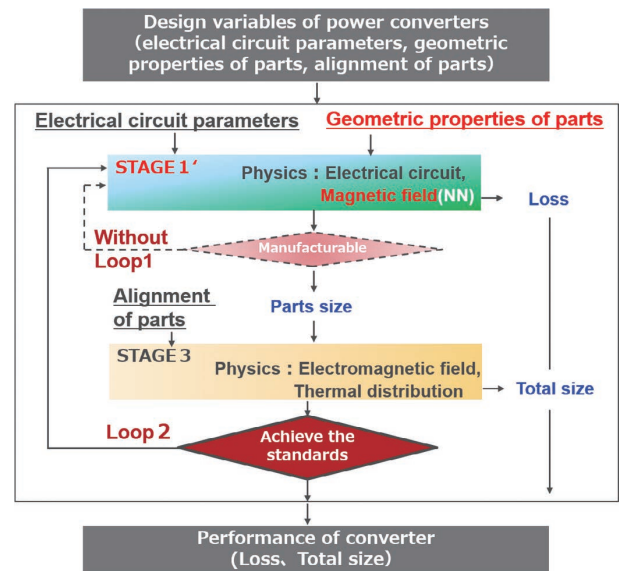 Design variables of power converters
（electrical circuit parameters, geometric
properties of parts, alignment of parts）
Electrical circuit parameters
Geometric properties of parts
STAGE 1′
Physics：Electrical circuit,
Magnetic field(NN)
Loss
Without
Loop1
Manufacturable
Parts size
Alignment
of parts
STAGE 3
Physics：Electromagnetic field,
Thermal distribution
Total size
Loop 2
Achieve the
standards
Performance of converter
(Loss、Total size）